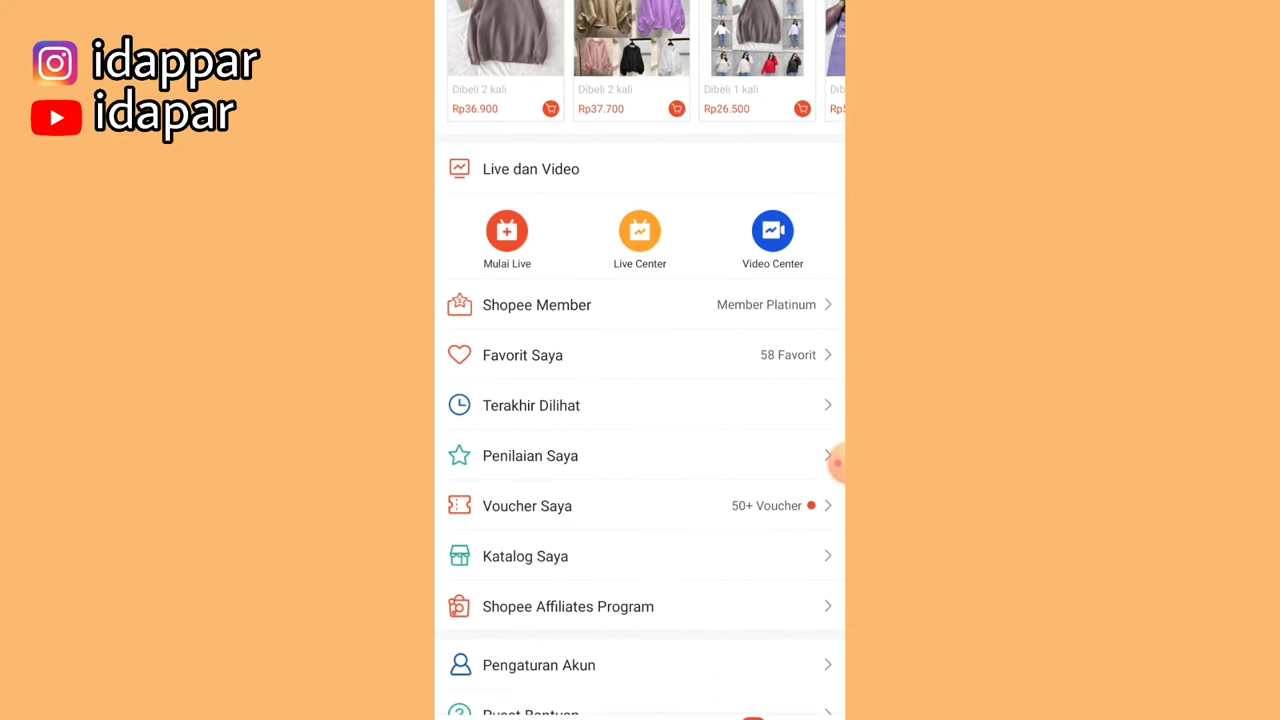 idappar
idapar
Dibeli 2 kali
Dibeli 2 kali
Dibeli 1 kali
Rp36.900
Rp37.700
Rp26.500
Live dan Video
Mulai Live
Live Center
Video Center
Shopee Member
Member Platinum
Favorit Saya
58 Favorit
Terakhir Dilihat
Penilaian Saya
Voucher Saya
50+ Voucher
Katalog Saya
Shopee Affiliates Program
Pengaturan Akun
Pusat Bantuan